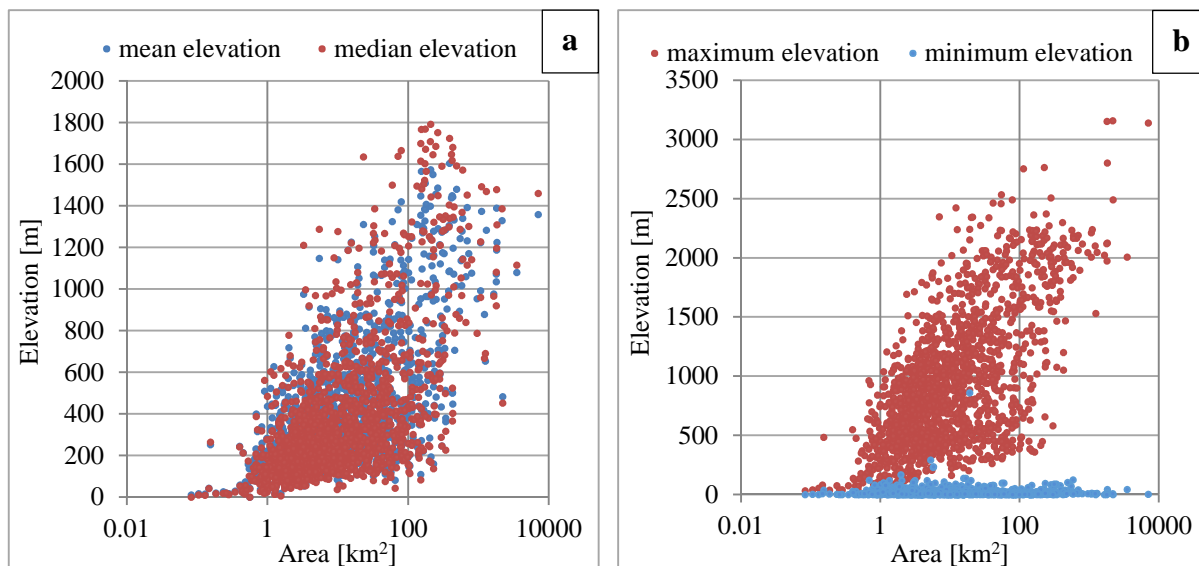 mean elevation median elevation a
2000
1800
1600
1400
1200
1000
800
600
400
200
0
0.01 1 100 10000
Elevation [m]
Area [km²]
maximum elevation minimum elevation b
3500
3000
2500
2000
1500
1000
500
0
0.01 1 100 10000
Elevation [m]
Area [km²]